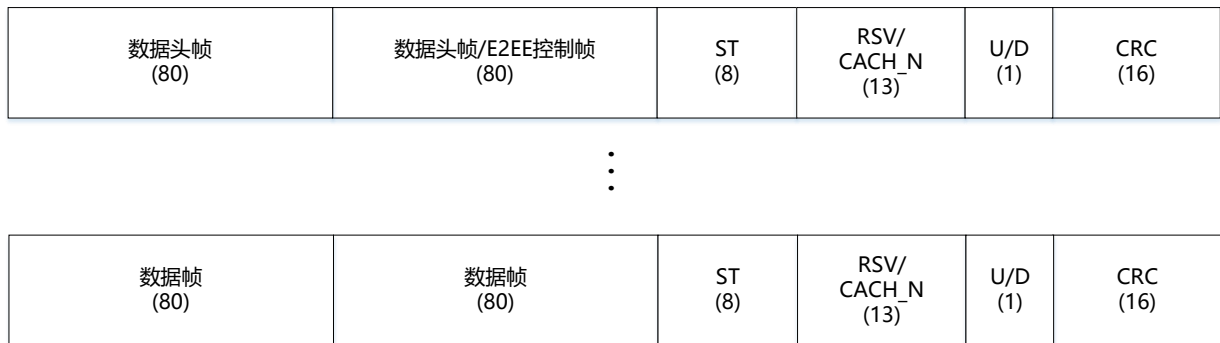 数据头帧
(80)
数据头帧/E2EE控制帧
(80)
ST
(8)
RSV/
CACH_N
(13)
U/D
(1)
CRC
(16)
数据帧
(80)
数据帧
(80)
ST
(8)
RSV/
CACH_N
(13)
U/D
(1)
CRC
(16)